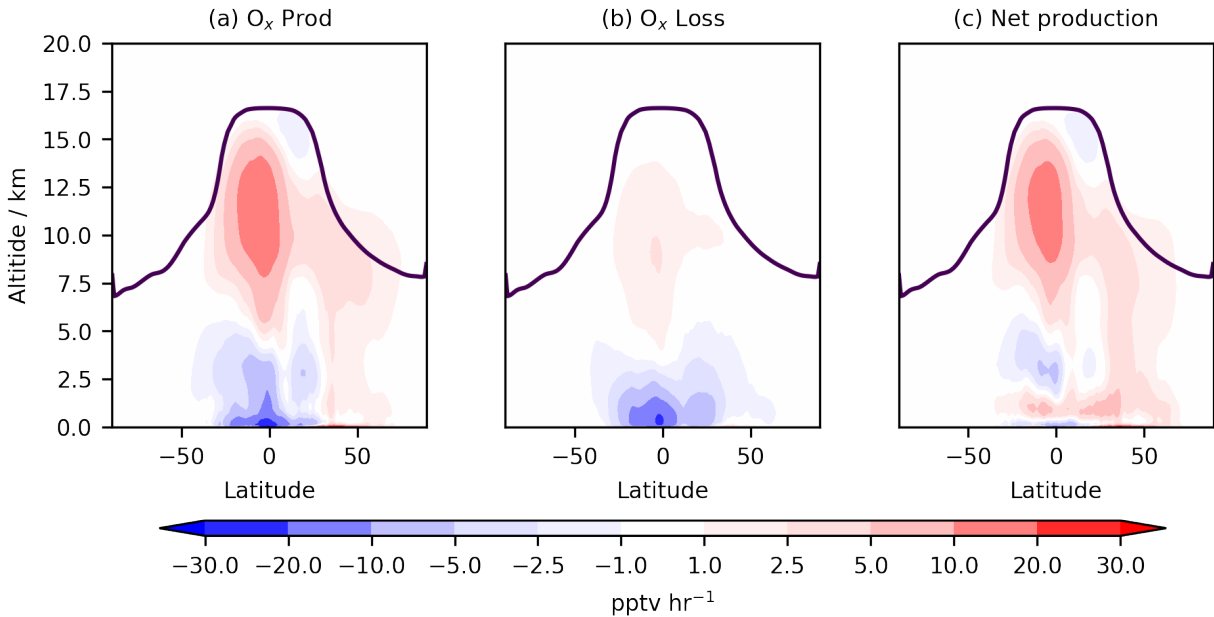 (a) Oₓ Prod (b) Oₓ Loss (c) Net production
20.0
17.5
15.0
12.5
10.0
7.5
5.0
2.5
0.0
Altitide / km
−50 0 50 −50 0 50 −50 0 50
Latitude Latitude Latitude
−30.0 −20.0 −10.0 −5.0 −2.5 −1.0 1.0 2.5 5.0 10.0 20.0 30.0
pptv hr⁻¹